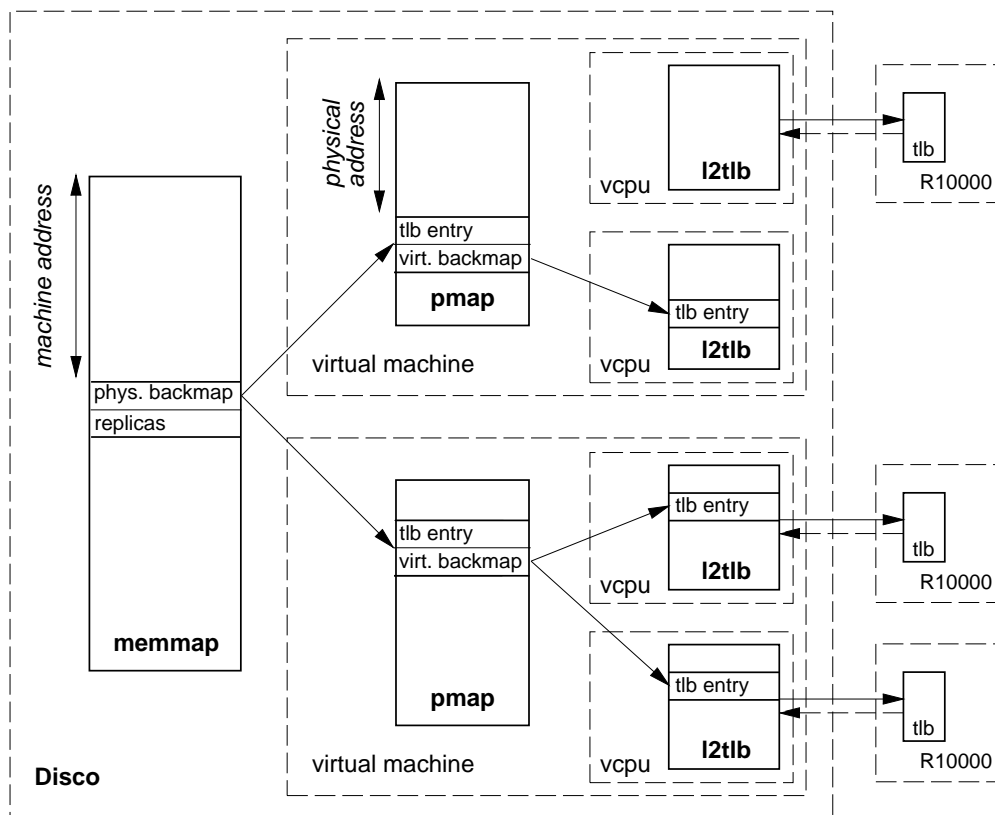 machine address
phys. backmap
replicas
memmap
Disco
physical
address
tlb entry
virt. backmap
pmap
virtual machine
vcpu
l2tlb
vcpu
tlb entry
l2tlb
tlb
R10000
tlb entry
virt. backmap
pmap
virtual machine
tlb entry
l2tlb
vcpu
tlb entry
l2tlb
vcpu
tlb
R10000
tlb
R10000